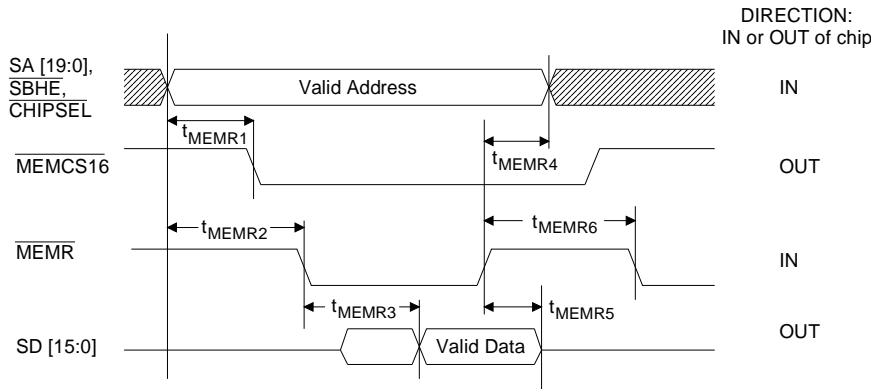 DIRECTION:
IN or OUT of chip
SA [19:0],
SBHE,
CHIPSEL
Valid Address
IN
tMEMR1
tMEMR4
MEMCS16
OUT
tMEMR2
tMEMR6
MEMR
IN
tMEMR3
tMEMR5
OUT
SD [15:0]
Valid Data